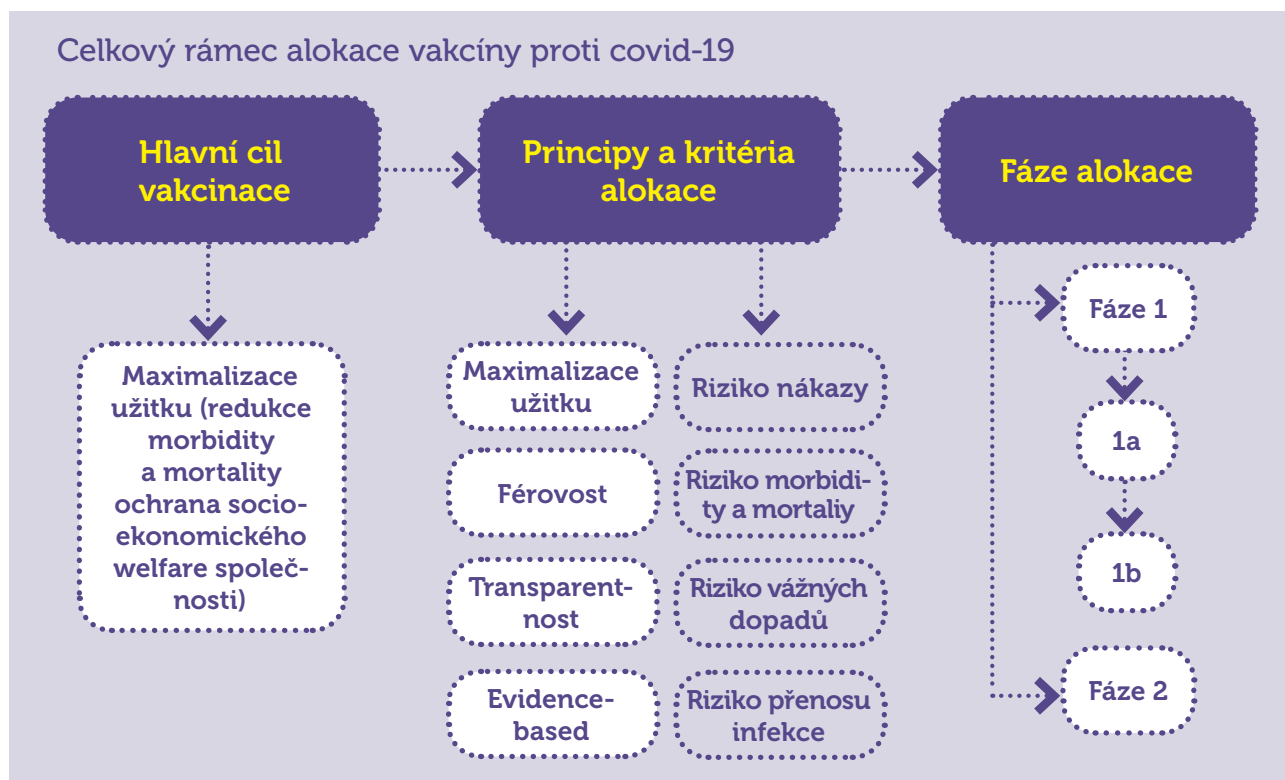 Celkový rámec alokace vakcíny proti covid-19
Hlavní cil
vakcinace
Principy a kritéria
alokace
Fáze alokace
Maximalizace
užitku (redukce
morbidity
a mortality
ochrana socio-
ekonomického
welfare společ-
nosti)
Maximalizace
užitku
Férovost
Transparent-
nost
Evidence-
based
Riziko nákazy
Riziko morbidi-
ty a mortaliy
Riziko vážných
dopadů
Riziko přenosu
infekce
Fáze 1
1a
1b
Fáze 2